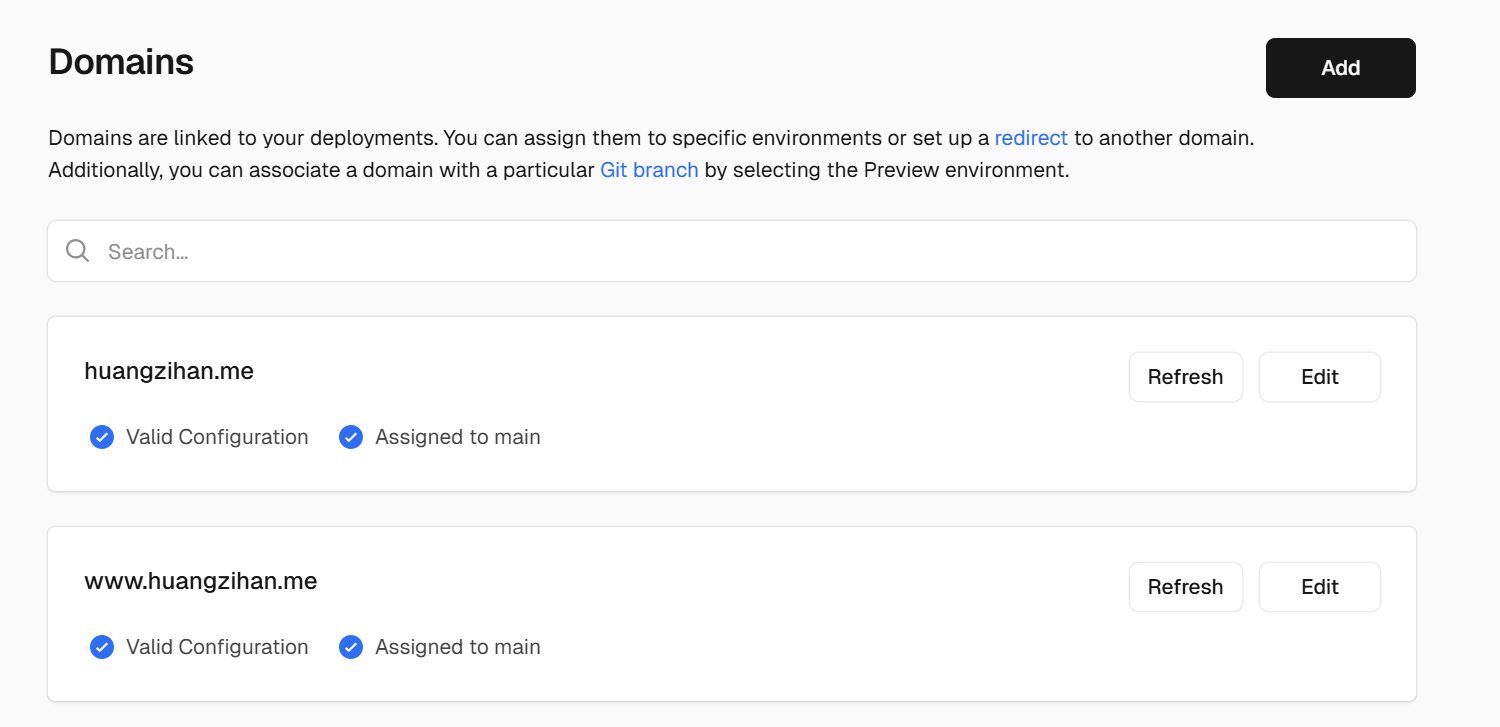 Domains
Add
Domains are linked to your deployments. You can assign them to specific environments or set up a redirect to another domain.
Additionally, you can associate a domain with a particular Git branch by selecting the Preview environment.
Search...
huangzihan.me
Refresh
Edit
Valid Configuration
Assigned to main
www.huangzihan.me
Refresh
Edit
Valid Configuration
Assigned to main